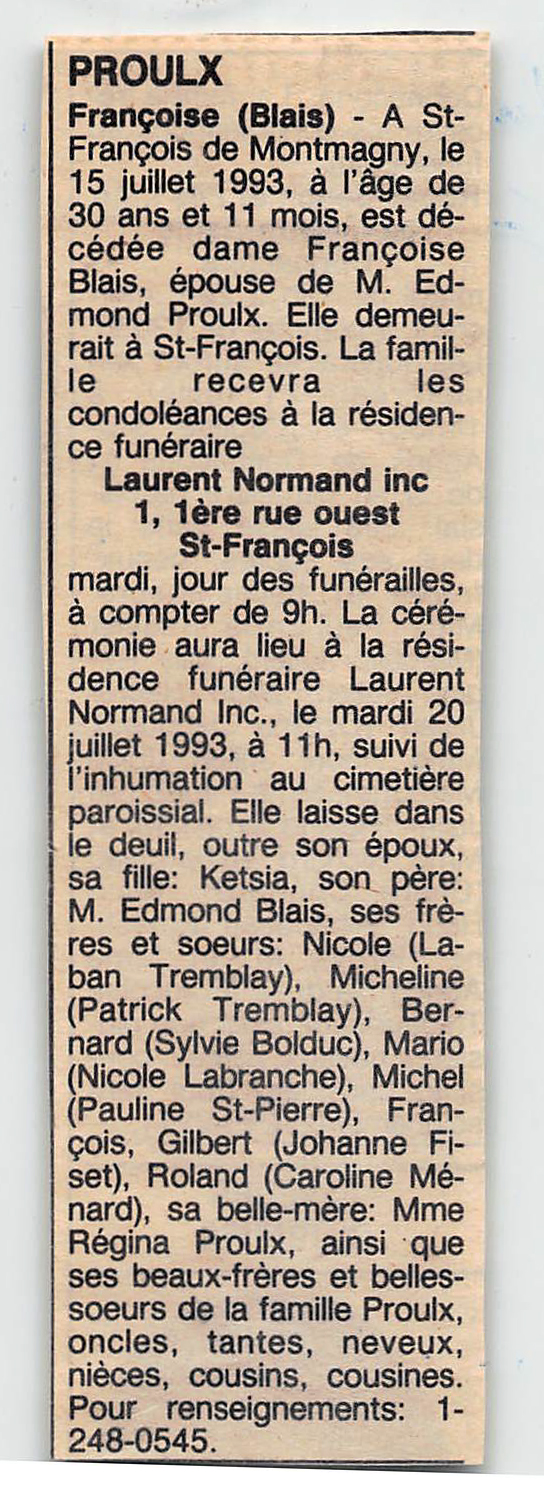 PROULX
Françoise (Blais) - A St-
François de Montmagny, le
15 juillet 1993, à l'âge de
30 ans et 11 mois, est dé-
cédée dame Françoise
Blais, épouse de M. Ed-
mond Proulx. Elle demeu-
rait à St-François. La famil-
le recevra les
condoléances à la résiden-
ce funéraire
Laurent Normand inc
1, 1ère rue ouest
St-François
mardi, jour des funérailles,
à compter de 9h. La céré-
monie aura lieu à la rési-
dence funéraire Laurent
Normand Inc., le mardi 20
juillet 1993, à 11h, suivi de
l'inhumation au cimetière
paroissial. Elle laisse dans
le deuil, outre son époux,
sa fille: Ketsia, son père:
M. Edmond Blais, ses frè-
res et soeurs: Nicole (La-
ban Tremblay), Micheline
(Patrick Tremblay), Ber-
nard (Sylvie Bolduc), Mario
(Nicole Labranche), Michel
(Pauline St-Pierre), Fran-
çois, Gilbert (Johanne Fi-
set), Roland (Caroline Mé-
nard), sa belle-mère: Mme
Régina Proulx, ainsi que
ses beaux-frères et belles-
soeurs de la famille Proulx,
oncles, tantes, neveux,
nièces, cousins, cousines.
Pour renseignements: 1-
248-0545.